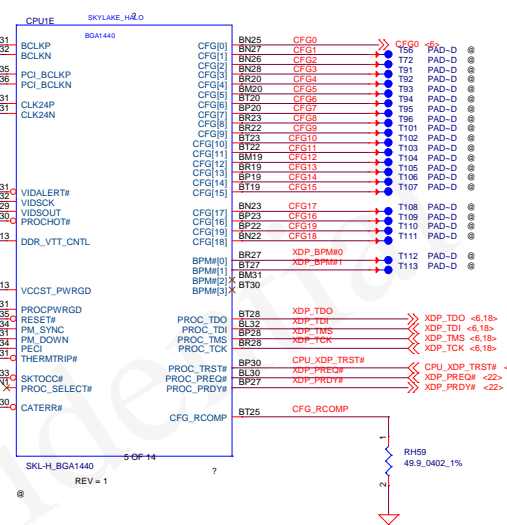 CPU1E
SKYLAKE_HALO
?
BGA1440
BCLKP
BCLKN
PCI_BCLKP
PCI_BCLKN
CLK24P
CLK24N
VIDALERT#
VIDSCK
VIDSOUT
PROCHOT#
DDR_VTT_CNTL
VCCST_PWRGD
PROCPWRGD
RESET#
PM_SYNC
PM_DOWN
PECI
THERMTRIP#
SKTOCC#
PROC_SELECT#
CATERR#
CFG[0] BN25 CFG0 CFG0 <6>
CFG[1] BN27 CFG1 T56 PAD~D @
CFG[2] BN26 CFG2 T72 PAD~D @
CFG[3] BN28 CFG3 T91 PAD~D @
CFG[4] BR20 CFG4 T92 PAD~D @
CFG[5] BM20 CFG5 T93 PAD~D @
CFG[6] BT20 CFG6 T94 PAD~D @
CFG[7] BP20 CFG7 T95 PAD~D @
CFG[8] BR23 CFG8 T96 PAD~D @
CFG[9] BR22 CFG9 T101 PAD~D @
CFG[10] BT23 CFG10 T102 PAD~D @
CFG[11] BT22 CFG11 T103 PAD~D @
CFG[12] BM19 CFG12 T104 PAD~D @
CFG[13] BR19 CFG13 T105 PAD~D @
CFG[14] BP19 CFG14 T106 PAD~D @
CFG[15] BT19 CFG15 T107 PAD~D @
CFG[17] BN23 CFG17 T108 PAD~D @
CFG[16] BP23 CFG16 T109 PAD~D @
CFG[19] BP22 CFG19 T110 PAD~D @
CFG[18] BN22 CFG18 T111 PAD~D @
BPM#[0] BR27 XDP_BPM#0 T112 PAD~D @
BPM#[1] BT27 XDP_BPM#1 T113 PAD~D @
BPM#[2] BM31
BPM#[3] BT30
PROC_TDO BT28 XDP_TDO XDP_TDO <6,18>
PROC_TDI BL32 XDP_TDI XDP_TDI <6,18>
PROC_TMS BP28 XDP_TMS XDP_TMS <6,18>
PROC_TCK BR28 XDP_TCK XDP_TCK <6,18>
PROC_TRST# BP30 CPU_XDP_TRST# CPU_XDP_TRST# <
PROC_PREQ# BL30 XDP_PREQ# XDP_PREQ# <22>
PROC_PRDY# BP27 XDP_PRDY# XDP_PRDY# <22>
CFG_RCOMP BT25 CFG_RCOMP
1
RH59
49.9_0402_1%
2
5 OF 14
SKL-H_BGA1440
?
REV = 1
@